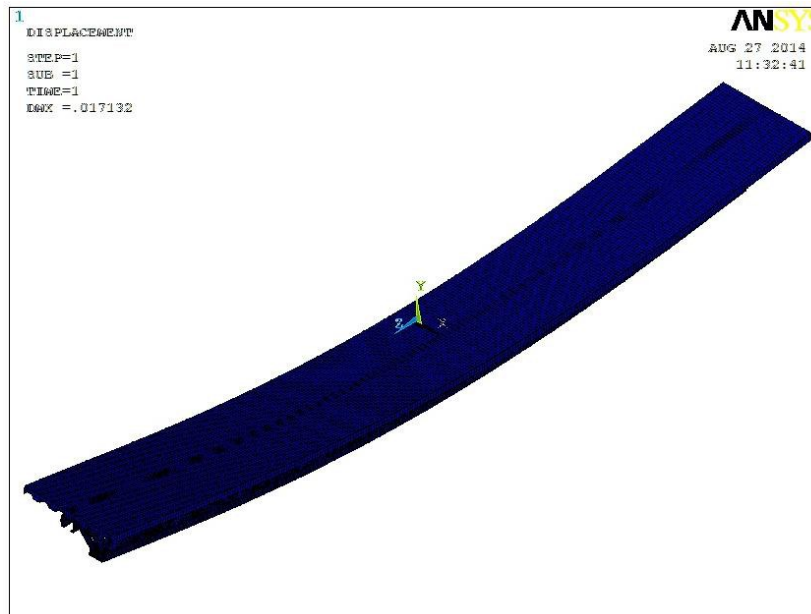 1
DISPLACEMENT
STEP=1
SUB =1
TIME=1
DMX =.017132
ANSYS
AUG 27 2014
11:32:41
Y
Z
X